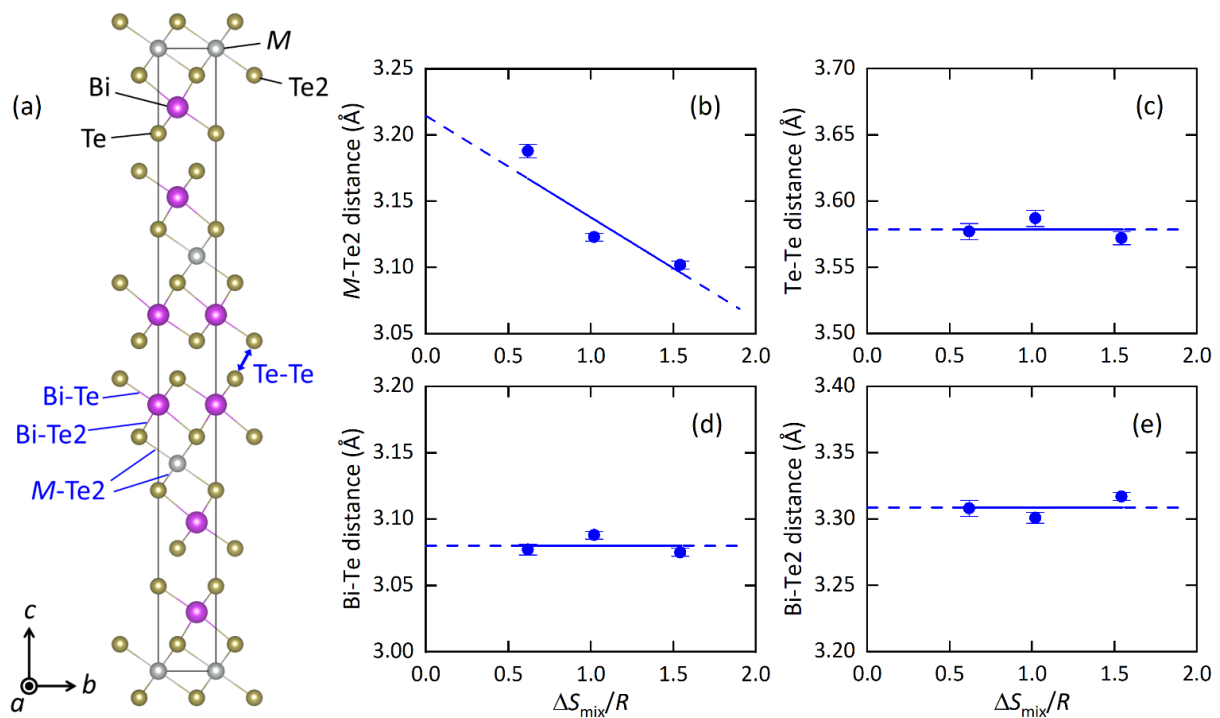 (a)
M
Te2
Bi
Te
Te-Te
Bi-Te
Bi-Te2
M-Te2
c
a
b
(b)
M-Te2 distance (Å)
3.25
3.20
3.15
3.10
3.05
0.0 0.5 1.0 1.5 2.0
(c)
Te-Te distance (Å)
3.70
3.65
3.60
3.55
3.50
0.0 0.5 1.0 1.5 2.0
(d)
Bi-Te distance (Å)
3.20
3.15
3.10
3.05
3.00
0.0 0.5 1.0 1.5 2.0
ΔSmix/R
(e)
Bi-Te2 distance (Å)
3.40
3.35
3.30
3.25
3.20
0.0 0.5 1.0 1.5 2.0
ΔSmix/R